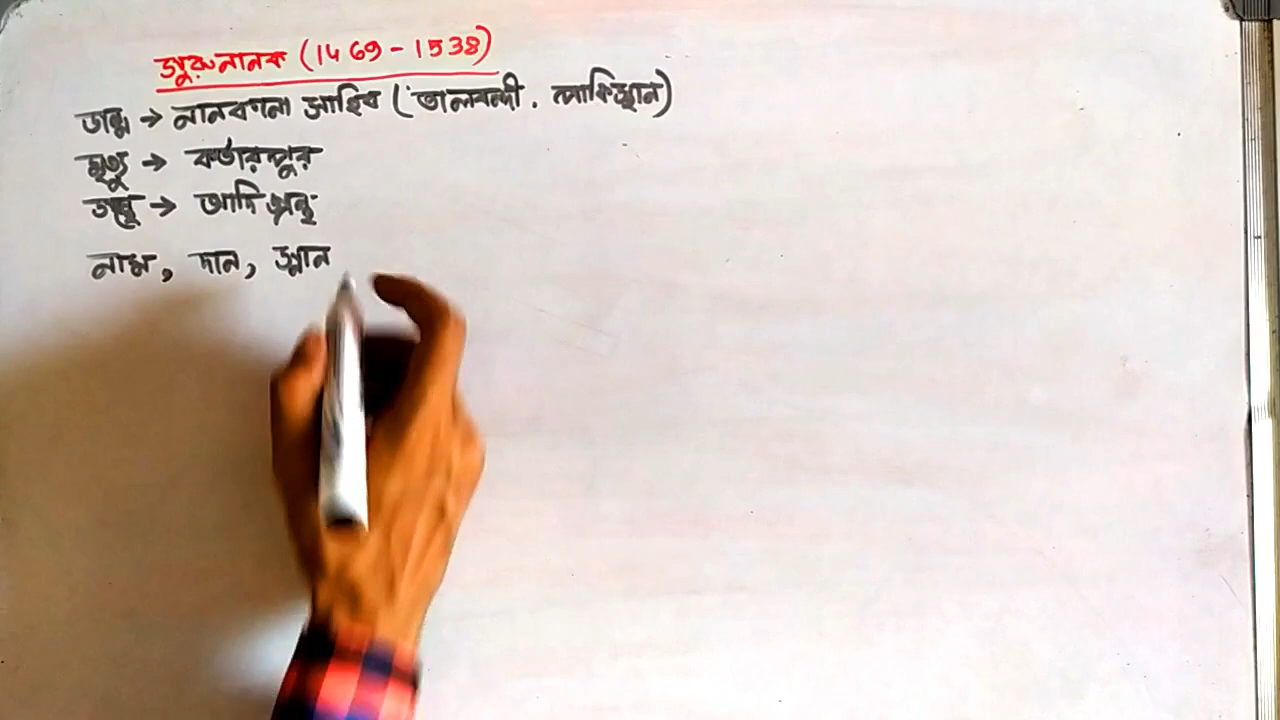 গুরুনানক (1469 - 1538)
জন্ম → নানকানা সাহিব (তালবন্দী . পাকিস্থান)
মৃত্যু → কর্তারপুর
গ্রন্থ → আদি গ্রন্থ
নাম, দান, স্নান